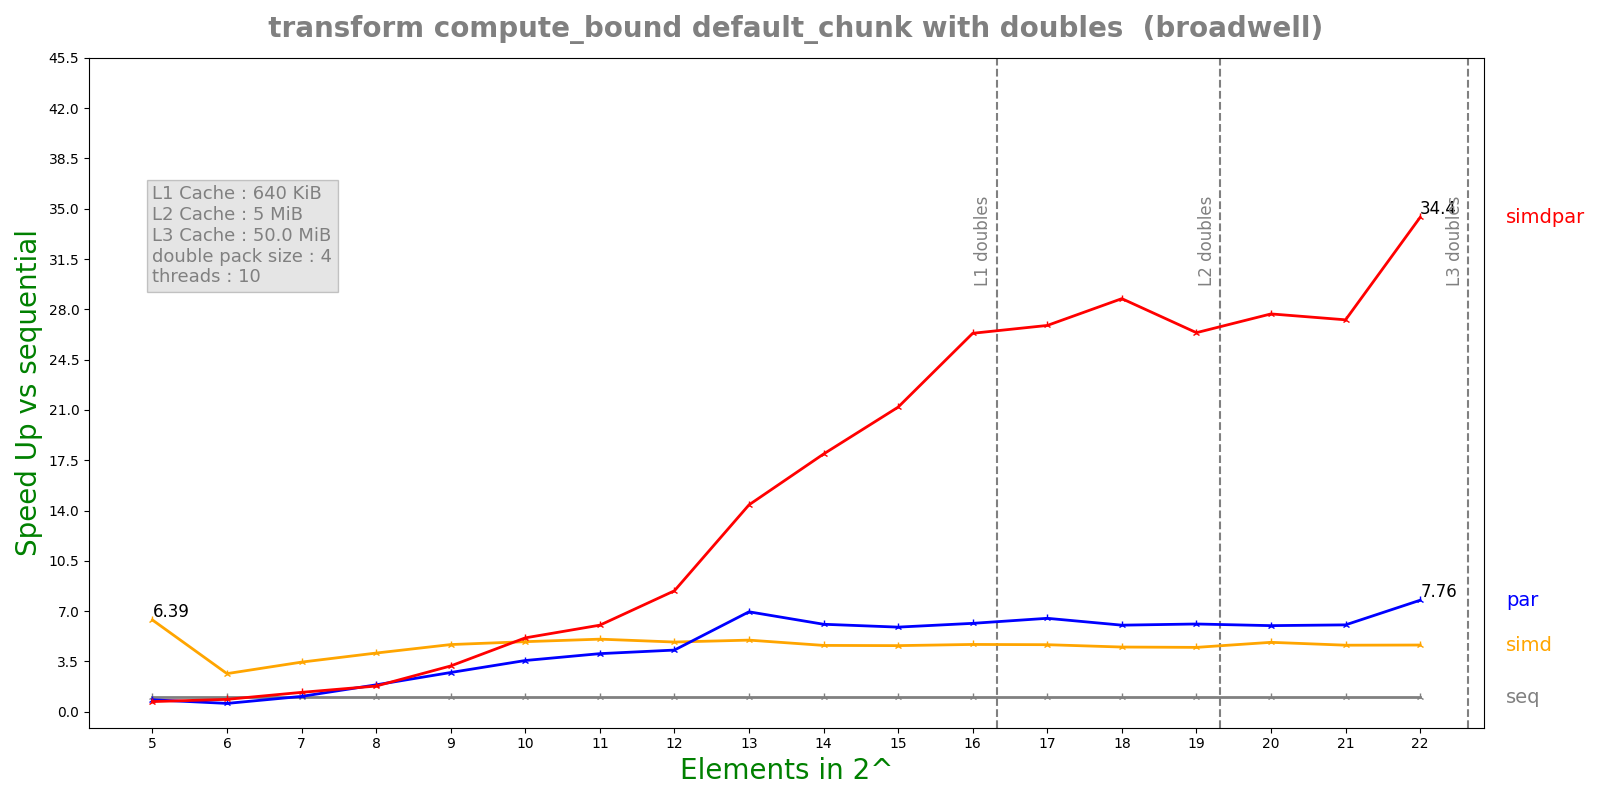 transform compute_bound default_chunk with doubles (broadwell)
Speed Up vs sequential
45.5
42.0
38.5
35.0
31.5
28.0
24.5
21.0
17.5
14.0
10.5
7.0
3.5
0.0
L1 Cache : 640 KiB
L2 Cache : 5 MiB
L3 Cache : 50.0 MiB
double pack size : 4
threads : 10
6.39
L1 doubles
L2 doubles
L3 doubles
34.4
7.76
simdpar
par
simd
seq
5 6 7 8 9 10 11 12 13 14 15 16 17 18 19 20 21 22
Elements in 2^